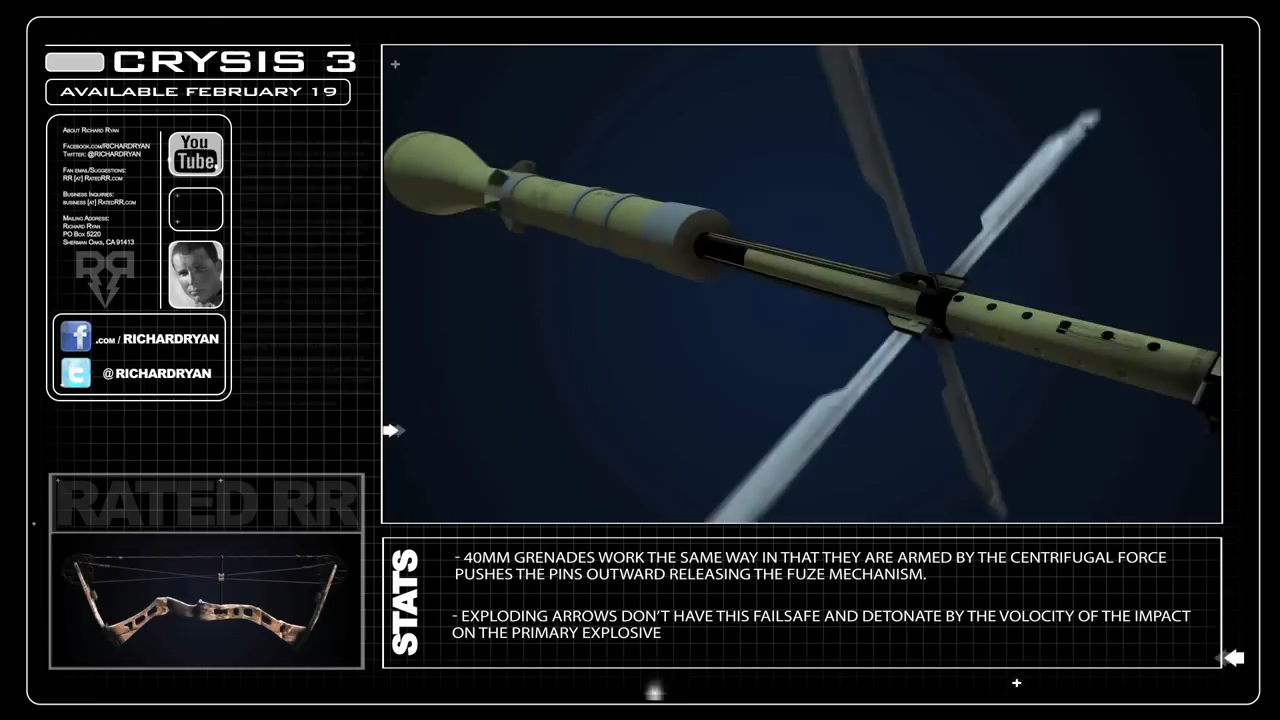 CRYSIS 3
AVAILABLE FEBRUARY 19
About Richard Ryan
Facebook.com/RICHARDRYAN
Twitter: @RICHARDRYAN
Fan email/Suggestions:
RR [at] RatedRR.com
Business Inquiries:
business [at] RatedRR.com
Mailing Address:
Richard Ryan
PO Box 5220
Sherman Oaks, CA 91413
You
Tube
RR
f .COM / RICHARDRYAN
t @RICHARDRYAN
RATED RR
STATS
- 40MM GRENADES WORK THE SAME WAY IN THAT THEY ARE ARMED BY THE CENTRIFUGAL FORCE
PUSHES THE PINS OUTWARD RELEASING THE FUZE MECHANISM.
- EXPLODING ARROWS DON'T HAVE THIS FAILSAFE AND DETONATE BY THE VOLOCITY OF THE IMPACT
ON THE PRIMARY EXPLOSIVE